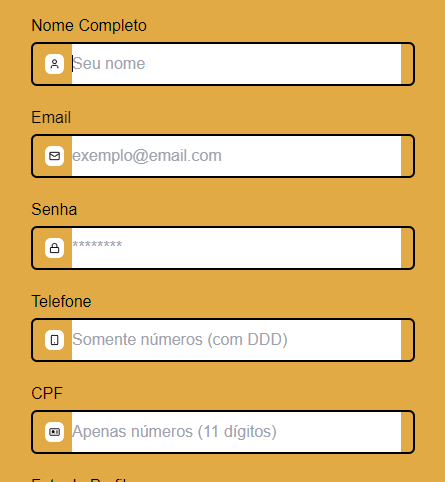 Nome Completo
Seu nome
Email
exemplo@email.com
Senha
********
Telefone
Somente números (com DDD)
CPF
Apenas números (11 dígitos)